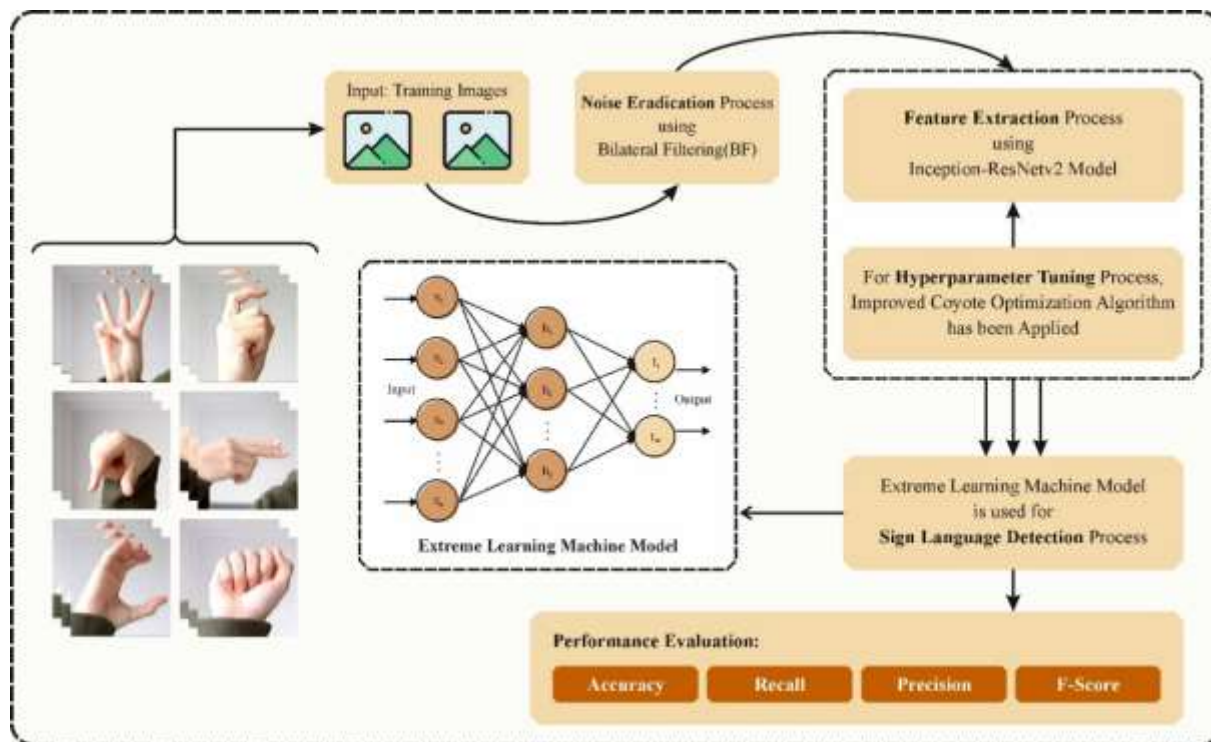 Input: Training Images
Noise Eradication Process
using
Bilateral Filtering(BF)
Feature Extraction Process
using
Inception-ResNetv2 Model
For Hyperparameter Tuning Process,
Improved Coyote Optimization Algorithm
has been Applied
Input
Output
Extreme Learning Machine Model
Extreme Learning Machine Model
is used for
Sign Language Detection Process
Performance Evaluation:
Accuracy
Recall
Precision
F-Score